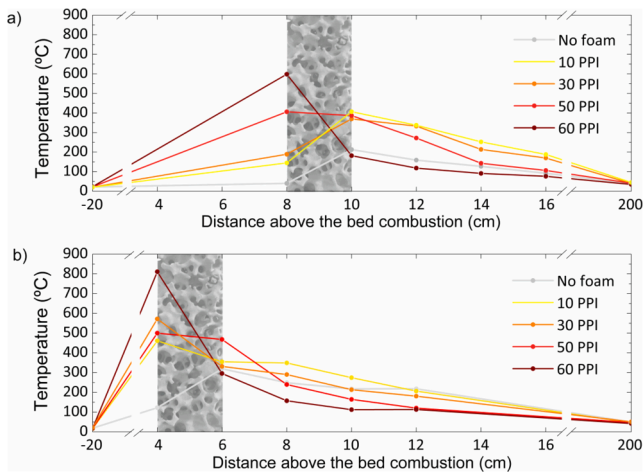 a)
900
800
700
600
500
400
300
200
100
0
Temperature (ºC)
No foam
10 PPI
30 PPI
50 PPI
60 PPI
-20 4 6 8 10 12 14 16 200
Distance above the bed combustion (cm)
b)
900
800
700
600
500
400
300
200
100
0
Temperature (ºC)
No foam
10 PPI
30 PPI
50 PPI
60 PPI
-20 4 6 8 10 12 14 16 200
Distance above the bed combustion (cm)